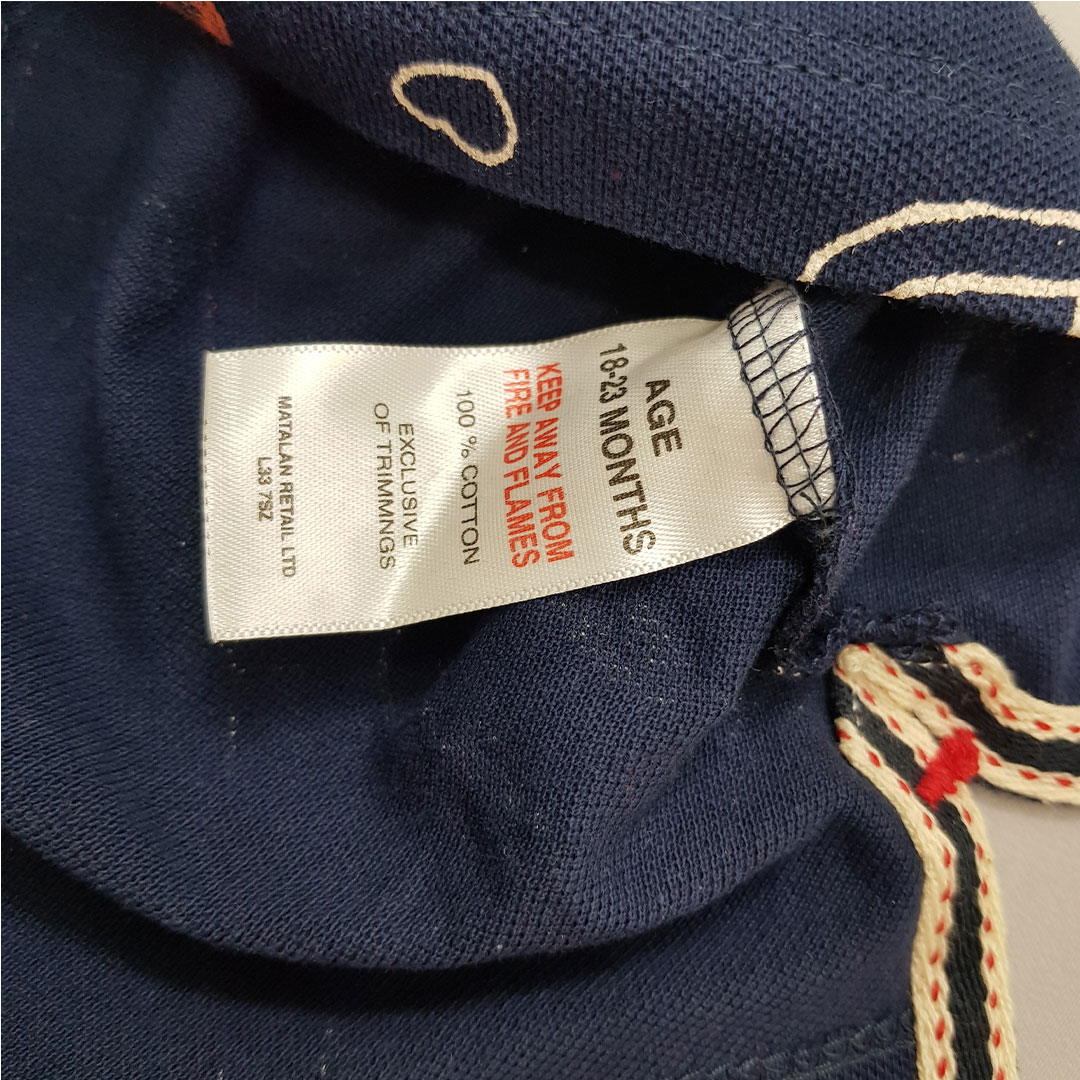 AGE
18-23 MONTHS
KEEP AWAY FROM
FIRE AND FLAMES
100 % COTTON
EXCLUSIVE
OF TRIMMNGS
MATALAN RETAIL LTD
L33 7SZ